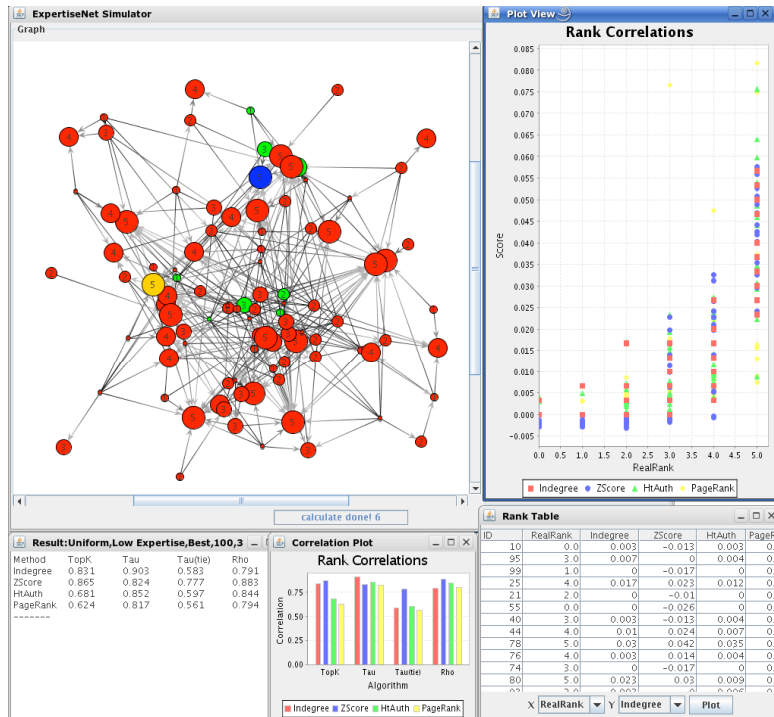 ExpertiseNet Simulator
Graph
calculate done! 6
Plot View
Rank Correlations
Score
0.085
0.080
0.075
0.070
0.065
0.060
0.055
0.050
0.045
0.040
0.035
0.030
0.025
0.020
0.015
0.010
0.005
0.000
-0.005
0.0 0.5 1.0 1.5 2.0 2.5 3.0 3.5 4.0 4.5 5.0
RealRank
Indegree ZScore HtAuth PageRank
Result:Uniform,Low Expertise,Best,100,3
Method TopK Tau Tau(tie) Rho
Indegree 0.831 0.903 0.583 0.791
ZScore 0.865 0.824 0.777 0.883
HtAuth 0.681 0.852 0.597 0.844
PageRank 0.624 0.817 0.561 0.794
-------
Correlation Plot
Rank Correlations
Correlation
0.75
0.50
0.25
0.00
TopK Tau Tau(tie) Rho
Algorithm
Indegree ZScore HtAuth PageRank
Rank Table
ID RealRank Indegree ZScore HtAuth PageR
10 0.0 0.003 -0.013 0.003 0.
95 3.0 0.007 0 0.004 0.
99 1.0 0 -0.017 0 0.
25 4.0 0.017 0.023 0.012 0.
21 2.0 0 -0.01 0 0.
55 0.0 0 -0.026 0 0.
40 3.0 0.003 -0.013 0.004 0.
44 4.0 0.01 0.024 0.007 0.
78 5.0 0.03 0.042 0.035 0.
76 4.0 0.003 0.014 0.004 0.
74 3.0 0 -0.017 0 0.
80 5.0 0.023 0.03 0.009 0.
X RealRank Y Indegree Plot